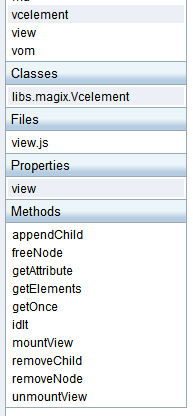 vcelement
view
vom
Classes
libs.magix.Vcelement
Files
view.js
Properties
view
Methods
appendChild
freeNode
getAttribute
getElements
getOnce
idIt
mountView
removeChild
removeNode
unmountView